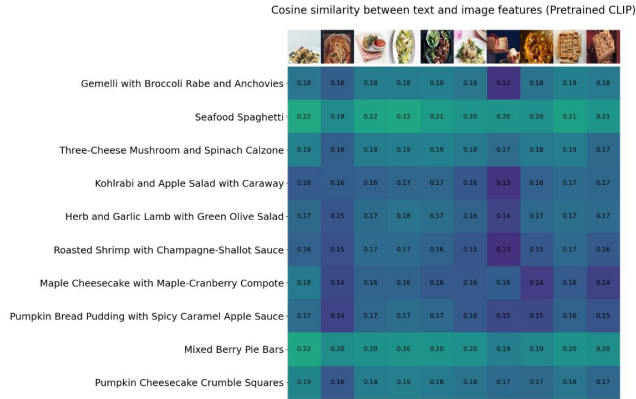 Cosine similarity between text and image features (Pretrained CLIP)
Gemelli with Broccoli Rabe and Anchovies 0.18 0.16 0.18 0.18 0.19 0.18 0.13 0.18 0.19 0.18
Seafood Spaghetti 0.22 0.19 0.22 0.22 0.21 0.20 0.20 0.20 0.21 0.21
Three-Cheese Mushroom and Spinach Calzone 0.19 0.16 0.18 0.19 0.19 0.18 0.17 0.18 0.19 0.17
Kohlrabi and Apple Salad with Caraway 0.16 0.16 0.16 0.17 0.17 0.16 0.13 0.16 0.17 0.17
Herb and Garlic Lamb with Green Olive Salad 0.17 0.15 0.17 0.18 0.17 0.16 0.14 0.17 0.17 0.17
Roasted Shrimp with Champagne-Shallot Sauce 0.16 0.15 0.17 0.17 0.16 0.15 0.13 0.15 0.17 0.16
Maple Cheesecake with Maple-Cranberry Compote 0.18 0.14 0.16 0.16 0.16 0.16 0.16 0.14 0.16 0.14
Pumpkin Bread Pudding with Spicy Caramel Apple Sauce 0.17 0.14 0.17 0.17 0.17 0.16 0.15 0.15 0.16 0.15
Mixed Berry Pie Bars 0.22 0.20 0.20 0.20 0.20 0.20 0.19 0.19 0.20 0.20
Pumpkin Cheesecake Crumble Squares 0.19 0.16 0.18 0.19 0.18 0.18 0.17 0.17 0.18 0.17